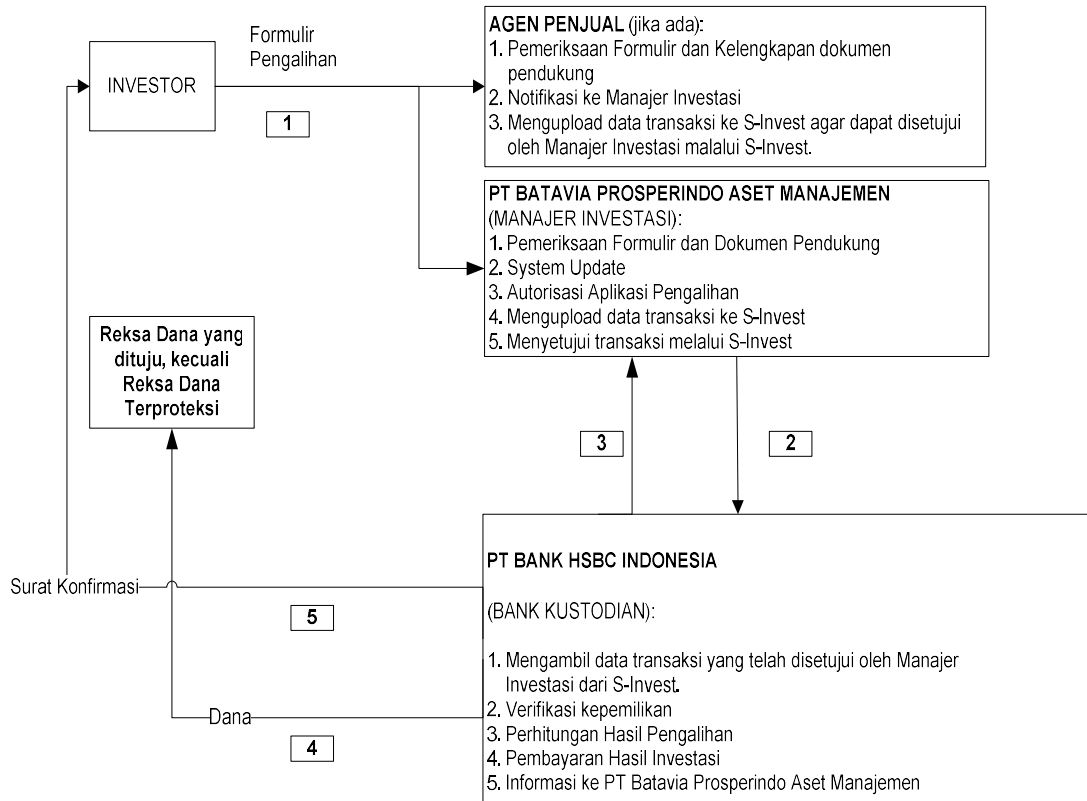 Formulir
Pengalihan
INVESTOR
1
AGEN PENJUAL (jika ada):
1. Pemeriksaan Formulir dan Kelengkapan dokumen
pendukung
2. Notifikasi ke Manajer Investasi
3. Mengupload data transaksi ke S-Invest agar dapat disetujui
oleh Manajer Investasi malalui S-Invest.
PT BATAVIA PROSPERINDO ASET MANAJEMEN
(MANAJER INVESTASI):
1. Pemeriksaan Formulir dan Dokumen Pendukung
2. System Update
3. Autorisasi Aplikasi Pengalihan
4. Mengupload data transaksi ke S-Invest
5. Menyetujui transaksi melalui S-Invest
Reksa Dana yang
dituju, kecuali
Reksa Dana
Terproteksi
3
2
PT BANK HSBC INDONESIA
(BANK KUSTODIAN):
1. Mengambil data transaksi yang telah disetujui oleh Manajer
Investasi dari S-Invest.
2. Verifikasi kepemilikan
3. Perhitungan Hasil Pengalihan
4. Pembayaran Hasil Investasi
5. Informasi ke PT Batavia Prosperindo Aset Manajemen
Surat Konfirmasi
5
Dana
4